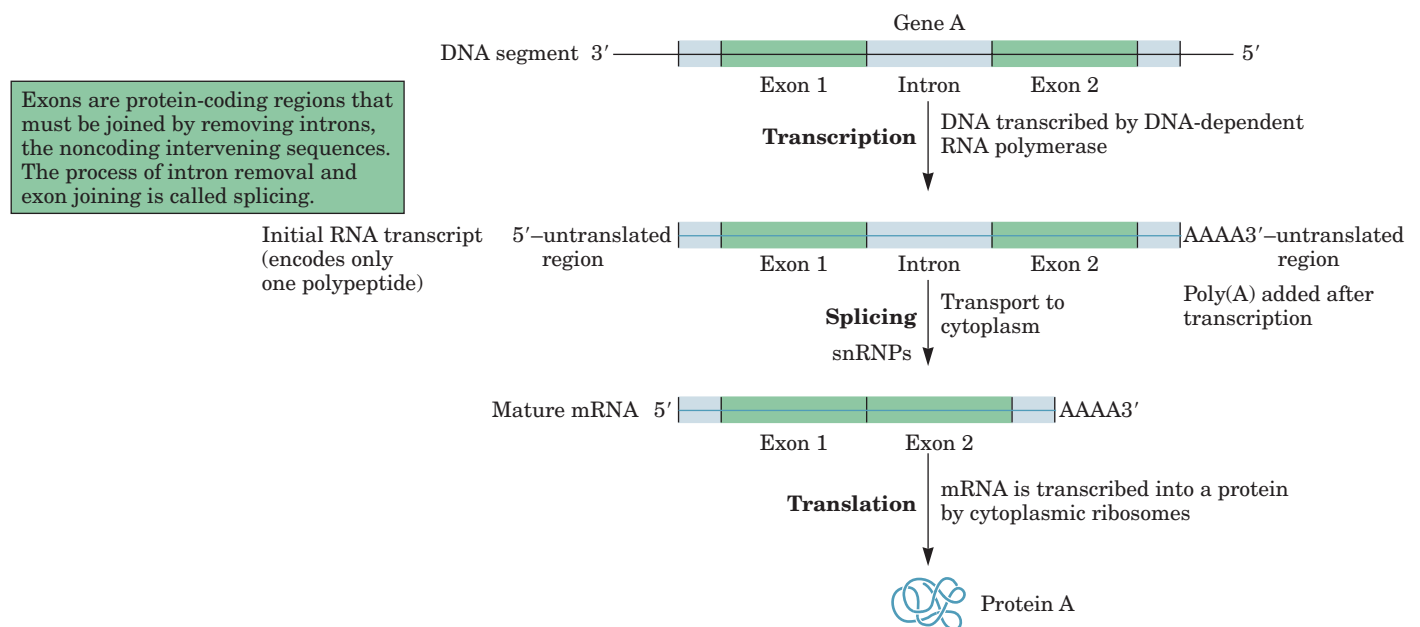 Gene A
DNA segment 3′ 5′
Exon 1 Intron Exon 2
Exons are protein-coding regions that
must be joined by removing introns,
the noncoding intervening sequences.
The process of intron removal and
exon joining is called splicing.
Transcription
DNA transcribed by DNA-dependent
RNA polymerase
Initial RNA transcript
(encodes only
one polypeptide)
5′–untranslated
region
AAAA3′–untranslated
region
Exon 1 Intron Exon 2
Poly(A) added after
transcription
Splicing
snRNPs
Transport to
cytoplasm
Mature mRNA 5′ AAAA3′
Exon 1 Exon 2
Translation
mRNA is transcribed into a protein
by cytoplasmic ribosomes
Protein A